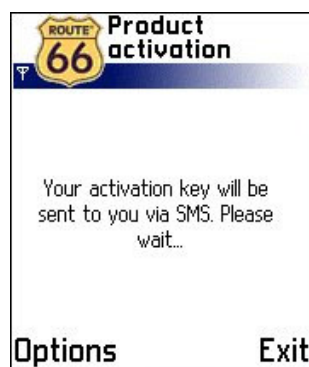 ROUTE
66
Product
activation
Your activation key will be
sent to you via SMS. Please
wait...
Options Exit